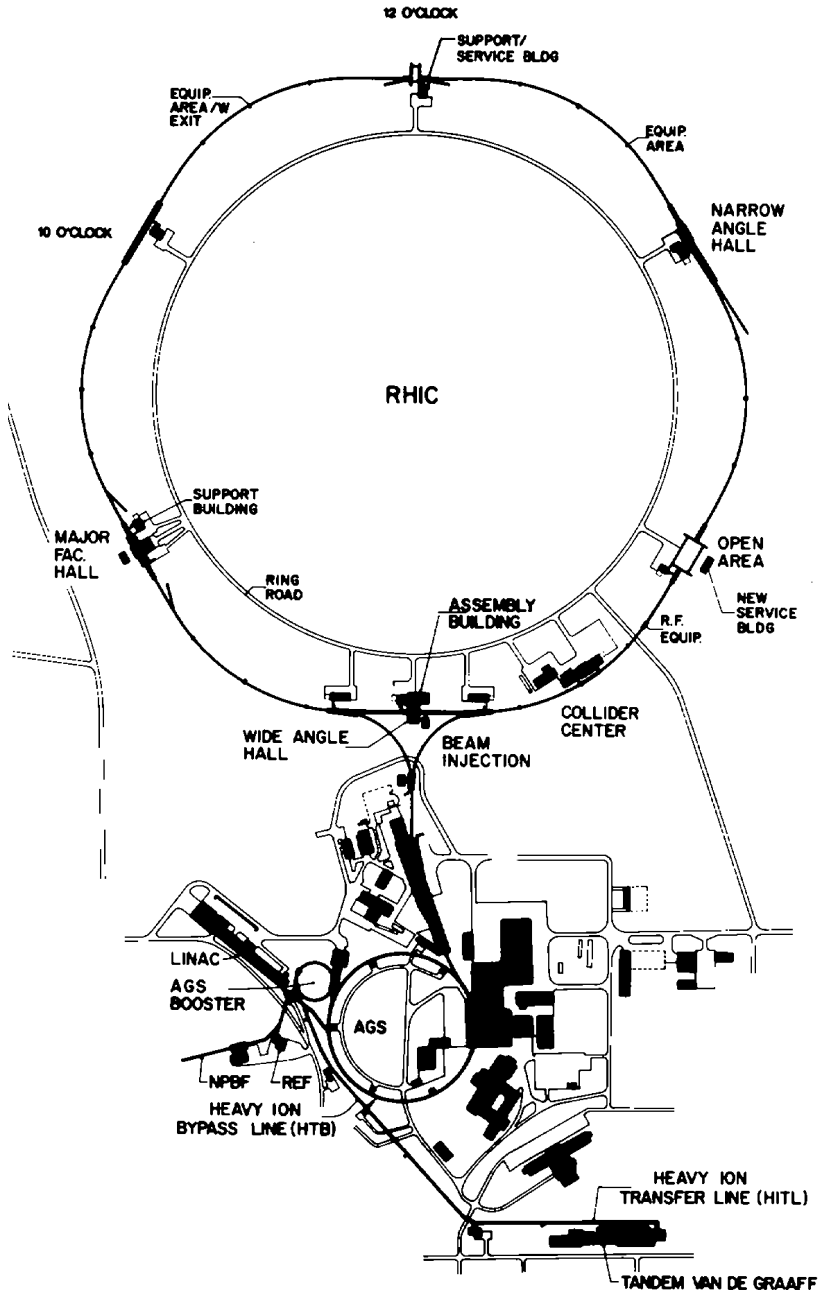 12 O'CLOCK
SUPPORT/
SERVICE BLDG
EQUIP.
AREA/W
EXIT
EQUIP.
AREA
10 O'CLOCK
NARROW
ANGLE
HALL
RHIC
SUPPORT
BUILDING
MAJOR
FAC.
HALL
OPEN
AREA
RING
ROAD
ASSEMBLY
BUILDING
NEW
SERVICE
BLDG
R.F.
EQUIP.
WIDE ANGLE
HALL
BEAM
INJECTION
COLLIDER
CENTER
LINAC
AGS
BOOSTER
AGS
NPBF
REF
HEAVY ION
BYPASS LINE (HTB)
HEAVY ION
TRANSFER LINE (HITL)
TANDEM VAN DE GRAAFF